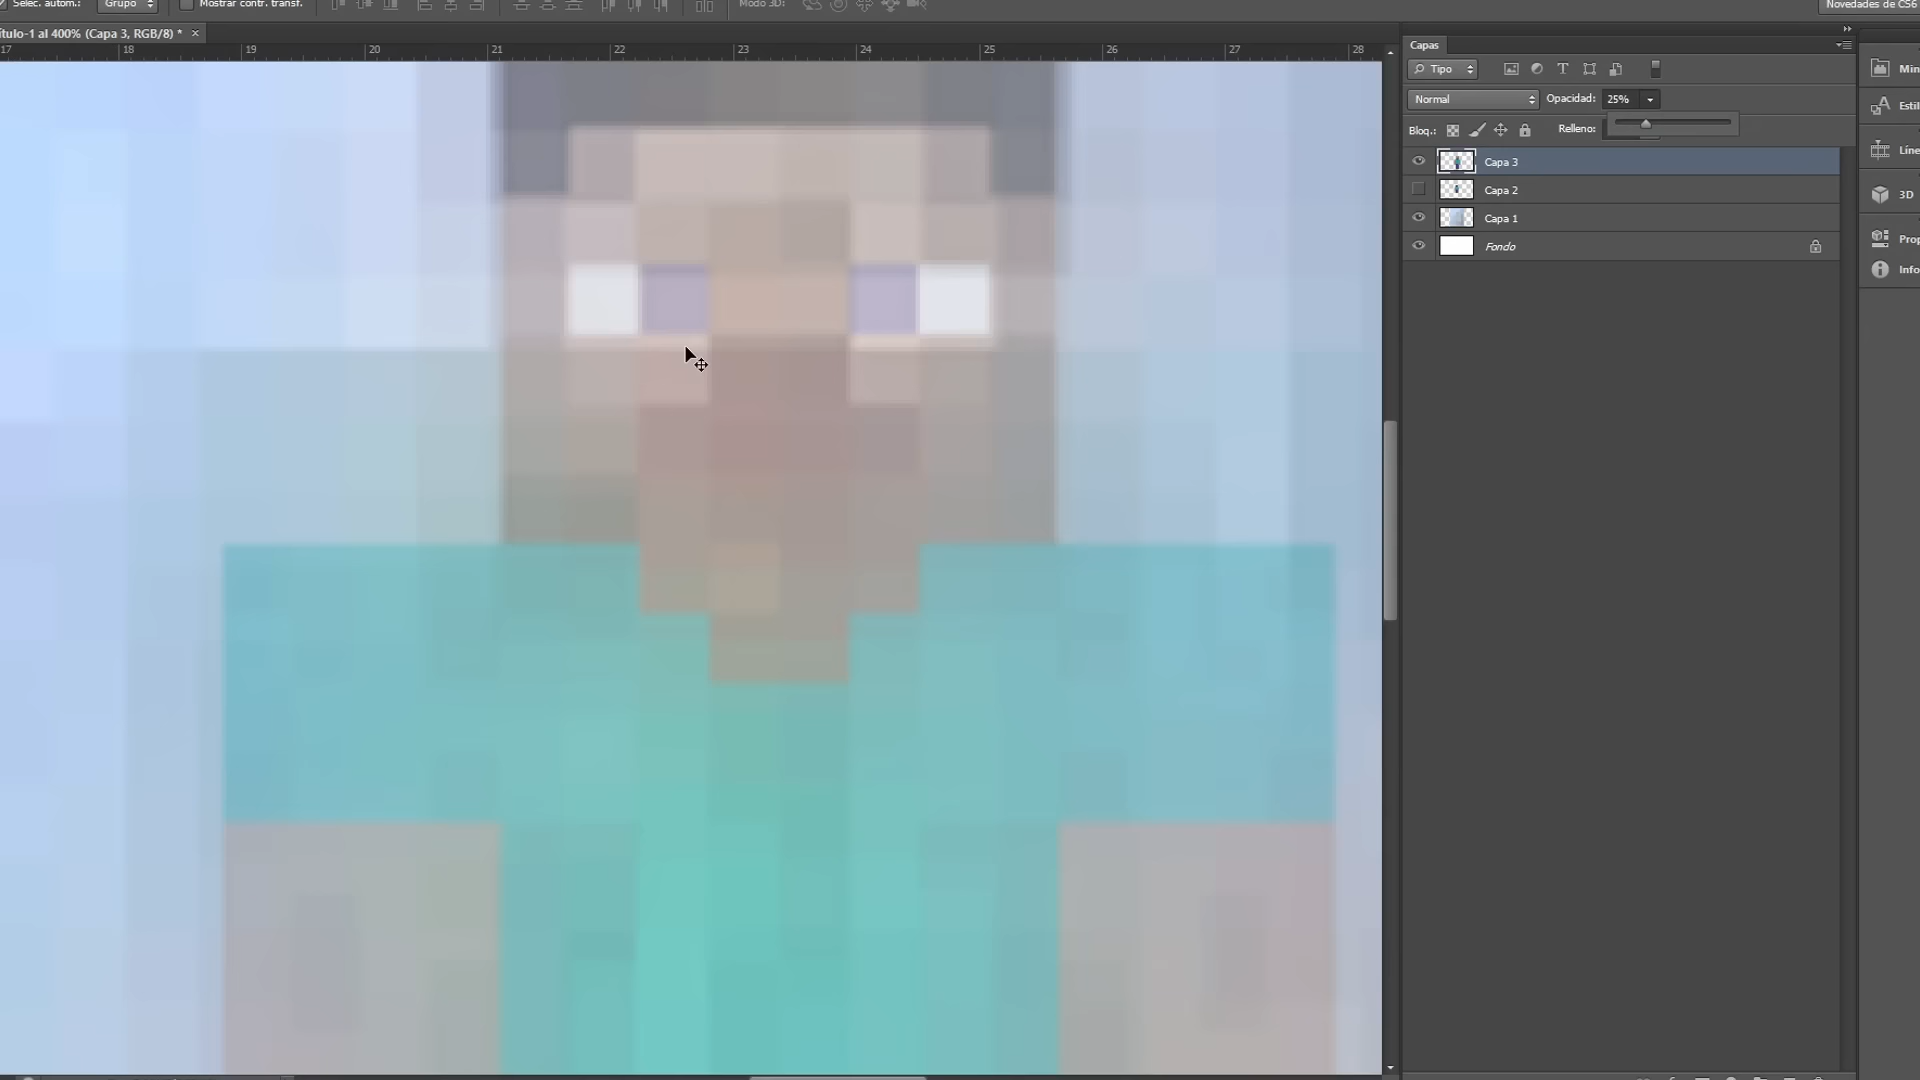 Selec. autom.: Grupo Mostrar contr. transf. Modo 3D: Novedades de CS6
ítulo-1 al 400% (Capa 3, RGB/8) * ×
17 18 19 20 21 22 23 24 25 26 27 28
Capas
Tipo
Normal Opacidad: 25%
Bloq.: Relleno:
Capa 3
Capa 2
Capa 1
Fondo
Min
Estil
Líne
3D
Prop
Info